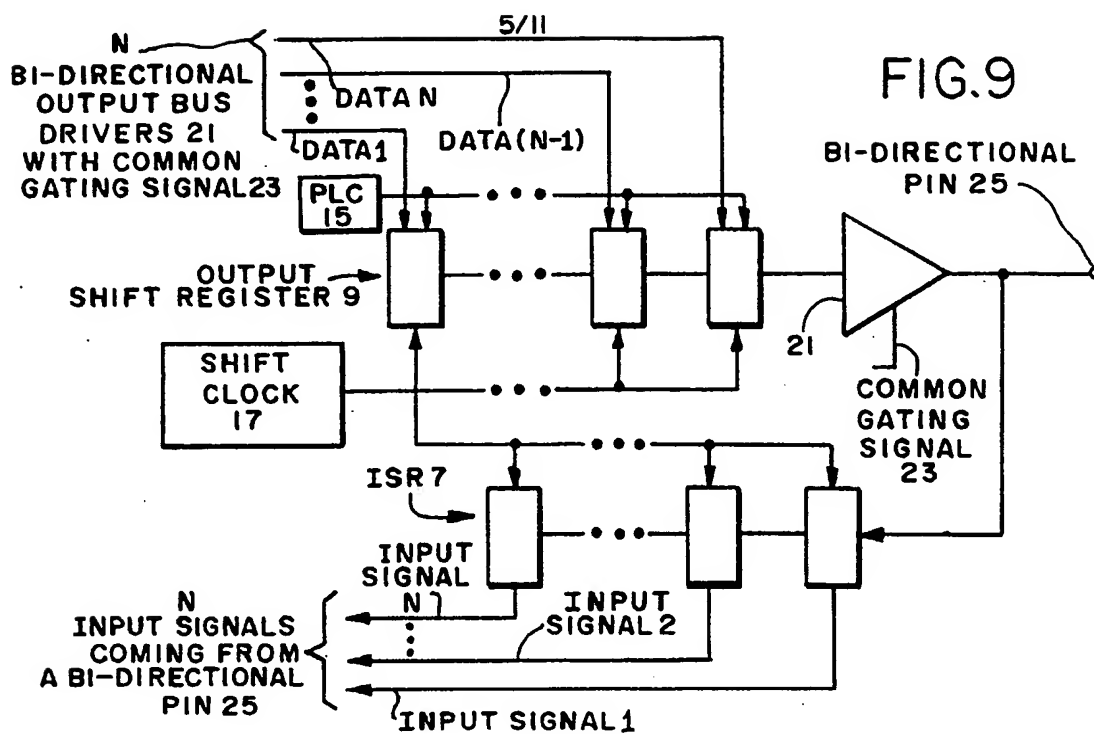 5/11
N
BI-DIRECTIONAL
OUTPUT BUS
DRIVERS 21
WITH COMMON
GATING SIGNAL 23
DATA N
DATA (N-1)
DATA 1
FIG. 9
BI-DIRECTIONAL
PIN 25
PLC
15
OUTPUT
SHIFT REGISTER 9
21
SHIFT
CLOCK
17
COMMON
GATING
SIGNAL
23
ISR 7
INPUT
SIGNAL
N
INPUT
SIGNAL 2
N
INPUT SIGNALS
COMING FROM
A BI-DIRECTIONAL
PIN 25
INPUT SIGNAL 1